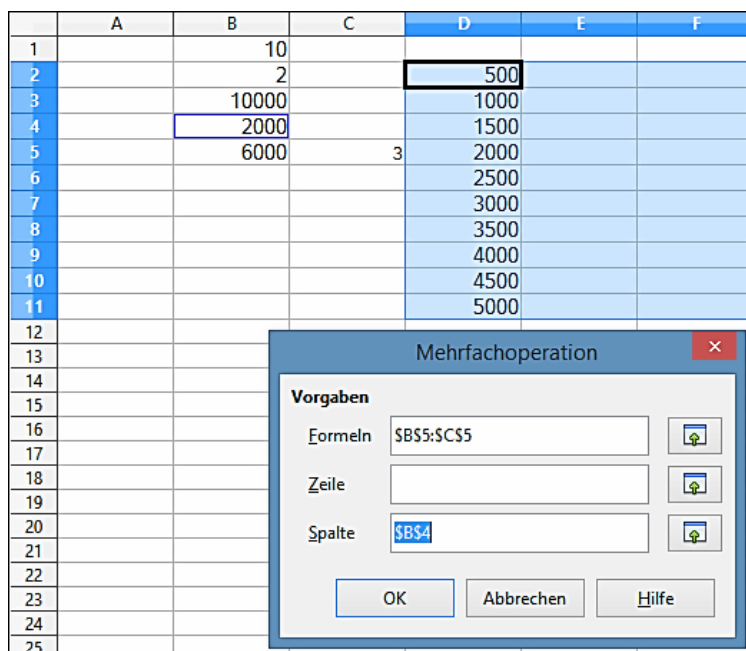 A B C D E F
1 10
2 2 500
3 10000 1000
4 2000 1500
5 6000 3 2000
6 2500
7 3000
8 3500
9 4000
10 4500
11 5000
12
13 Mehrfachoperation
14
15 Vorgaben
16 Formeln $B$5:$C$5
17
18 Zeile
19
20 Spalte $B$4
21
22
23 OK Abbrechen Hilfe
24
25